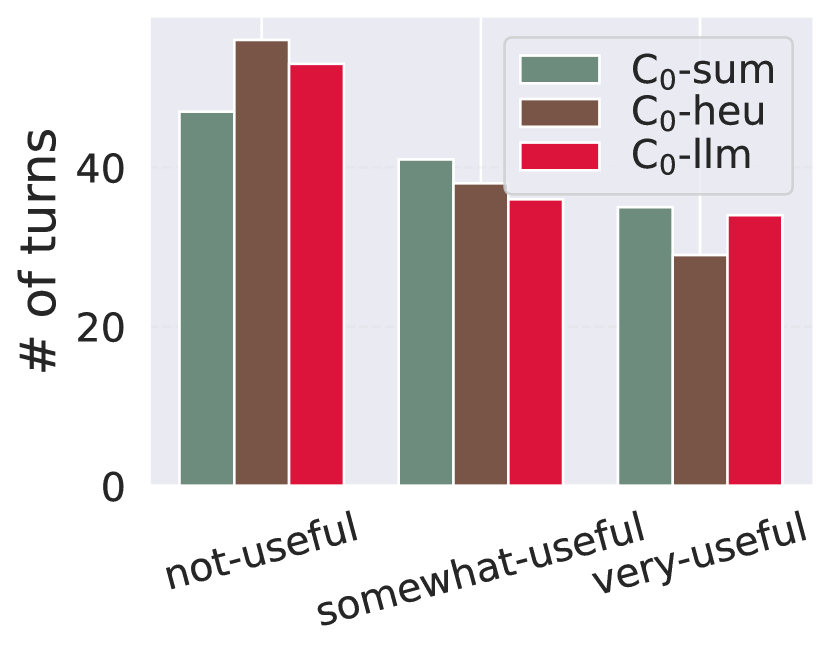 # of turns
40
20
0
C₀-sum
C₀-heu
C₀-llm
not-useful
somewhat-useful
very-useful